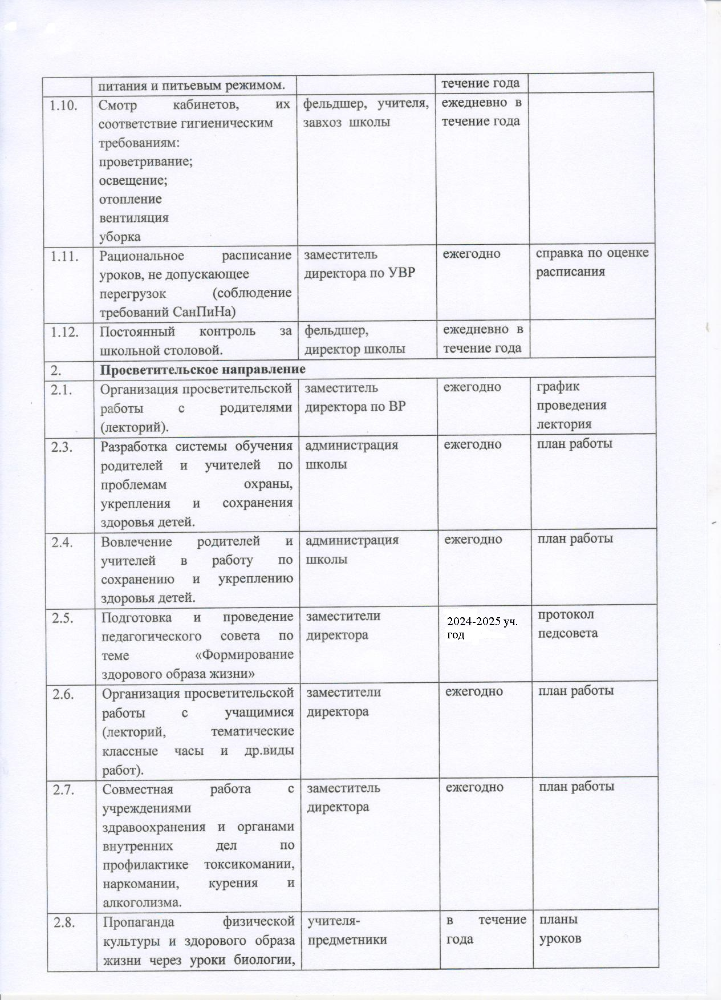 питания и питьевым режимом.
течение года
1.10.
Смотр кабинетов, их
соответствие гигиеническим
требованиям:
проветривание;
освещение;
отопление
вентиляция
уборка
фельдшер, учителя,
завхоз школы
ежедневно в
течение года
1.11.
Рациональное расписание
уроков, не допускающее
перегрузок (соблюдение
требований СанПиНа)
заместитель
директора по УВР
ежегодно
справка по оценке
расписания
1.12.
Постоянный контроль за
школьной столовой.
фельдшер,
директор школы
ежедневно в
течение года
2.
Просветительское направление
2.1.
Организация просветительской
работы с родителями
(лекторий).
заместитель
директора по ВР
ежегодно
график
проведения
лектория
2.3.
Разработка системы обучения
родителей и учителей по
проблемам охраны,
укрепления и сохранения
здоровья детей.
администрация
школы
ежегодно
план работы
2.4.
Вовлечение родителей и
учителей в работу по
сохранению и укреплению
здоровья детей.
администрация
школы
ежегодно
план работы
2.5.
Подготовка и проведение
педагогического совета по
теме «Формирование
здорового образа жизни»
заместители
директора
2024-2025 уч.
год
протокол
педсовета
2.6.
Организация просветительской
работы с учащимися
(лекторий, тематические
классные часы и др.виды
работ).
заместители
директора
ежегодно
план работы
2.7.
Совместная работа с
учреждениями
здравоохранения и органами
внутренних дел по
профилактике токсикомании,
наркомании, курения и
алкоголизма.
заместитель
директора
ежегодно
план работы
2.8.
Пропаганда физической
культуры и здорового образа
жизни через уроки биологии,
учителя-
предметники
в течение
года
планы
уроков